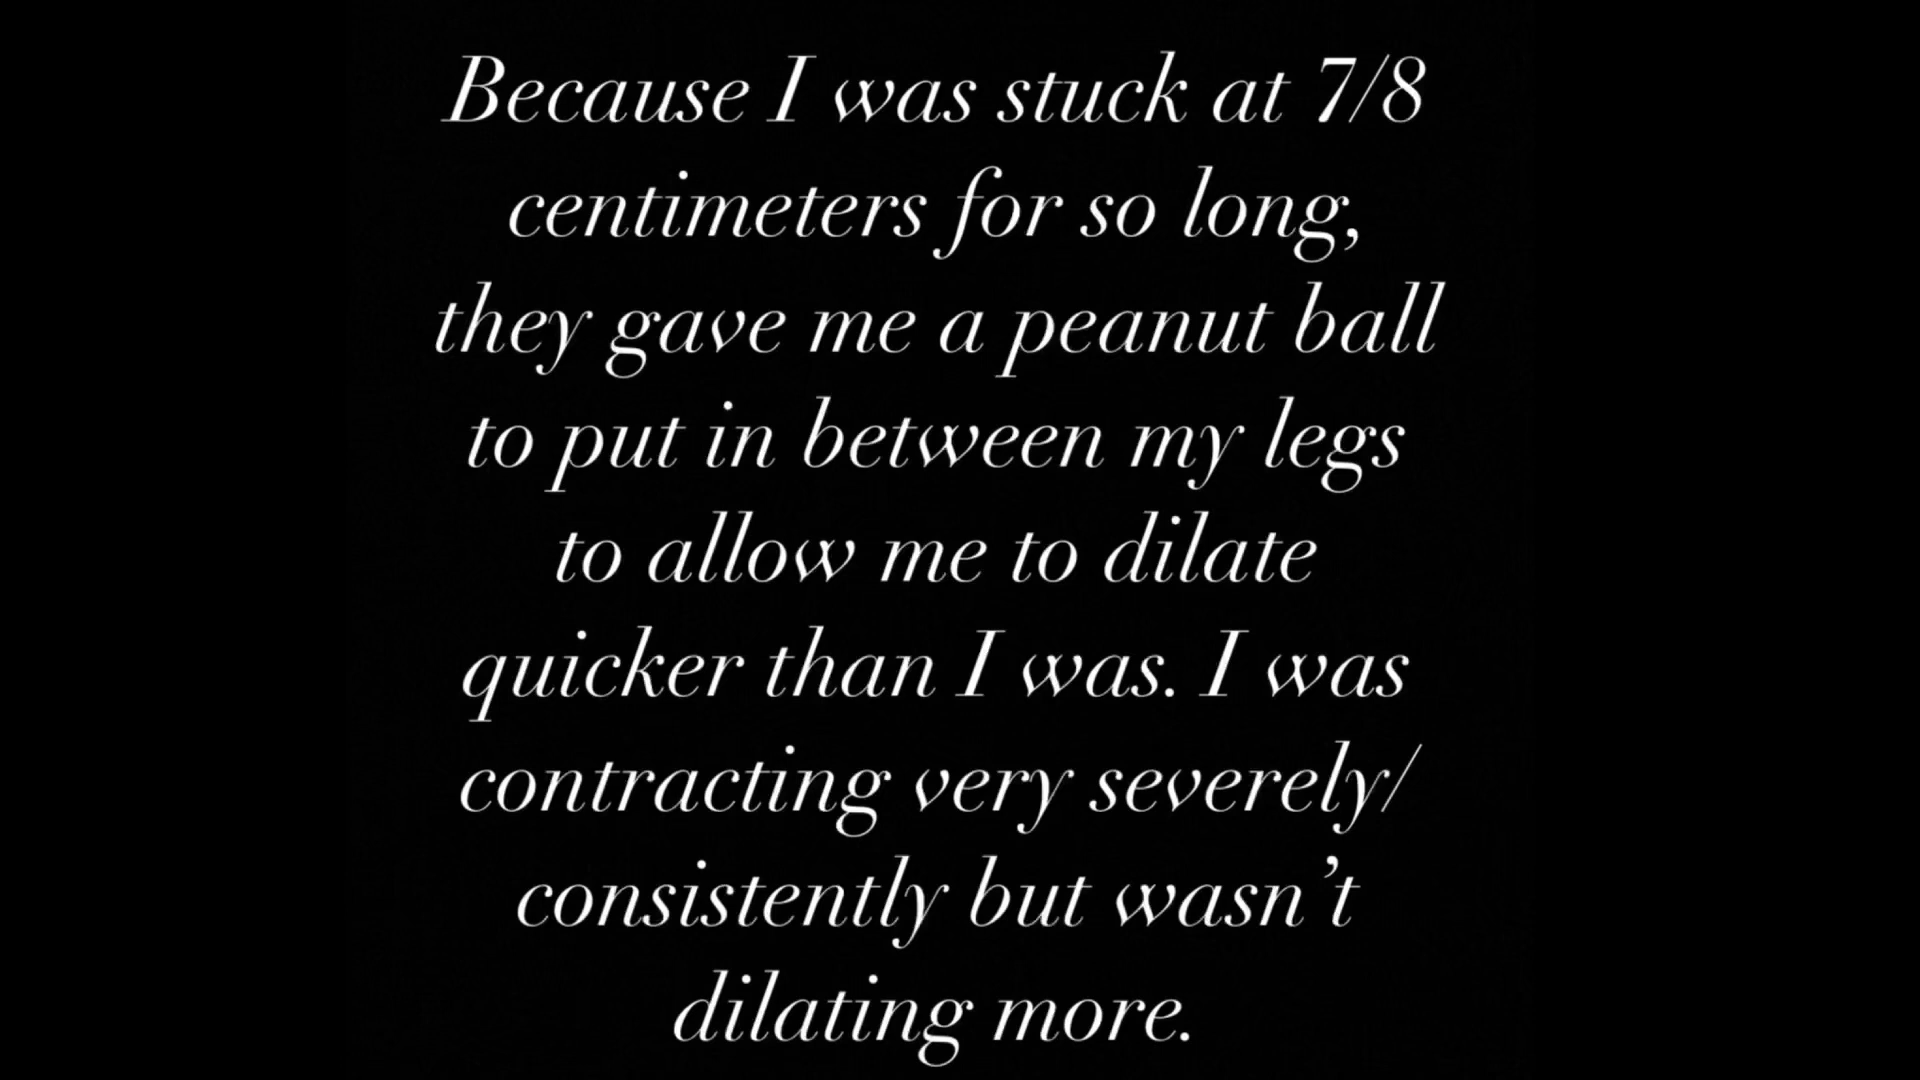 Because I was stuck at 7/8
centimeters for so long,
they gave me a peanut ball
to put in between my legs
to allow me to dilate
quicker than I was. I was
contracting very severely/
consistently but wasn’t
dilating more.